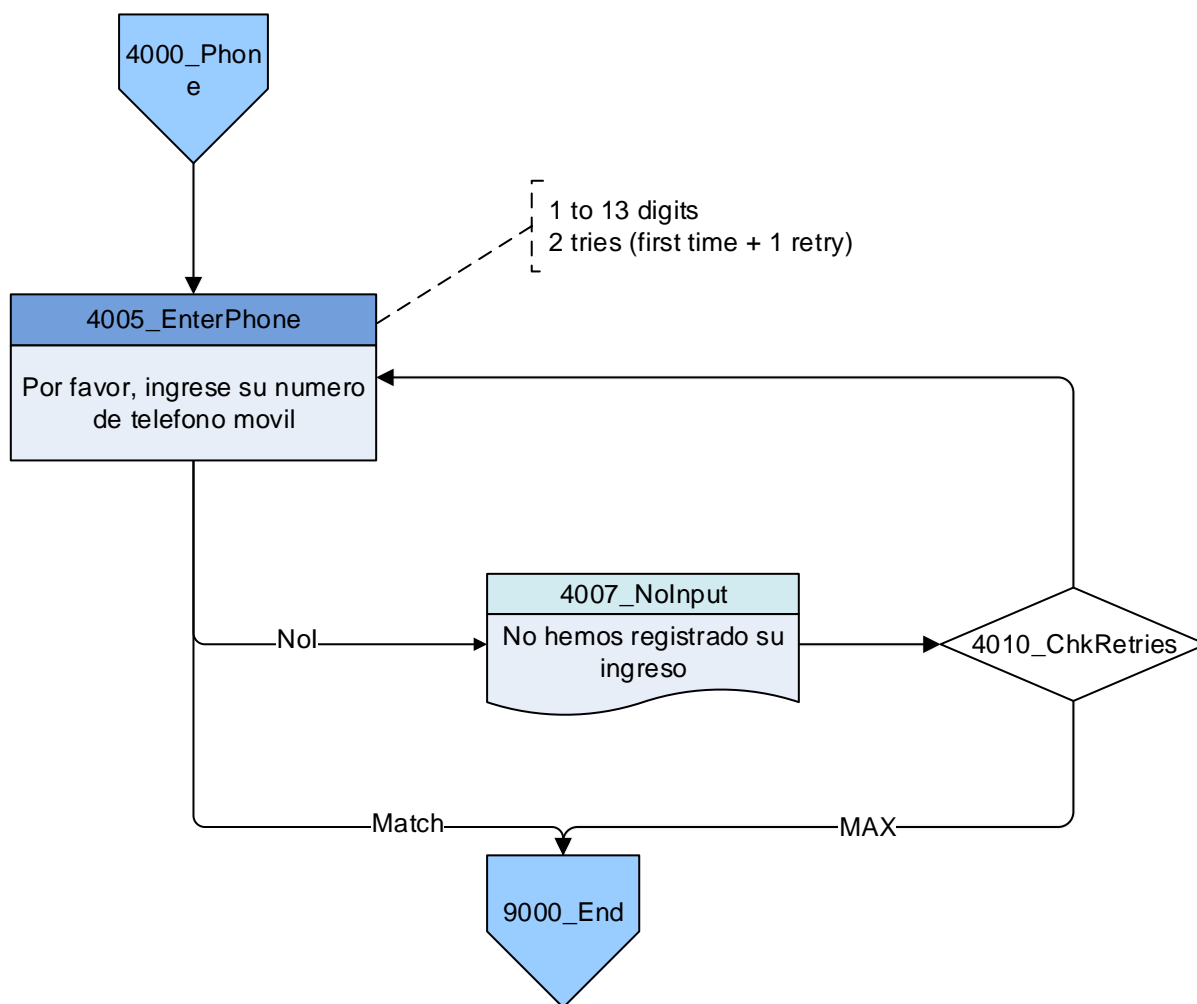 4000_Phon
e
1 to 13 digits
2 tries (first time + 1 retry)
4005_EnterPhone
Por favor, ingrese su numero
de telefono movil
NoI
4007_NoInput
No hemos registrado su
ingreso
4010_ChkRetries
Match
MAX
9000_End